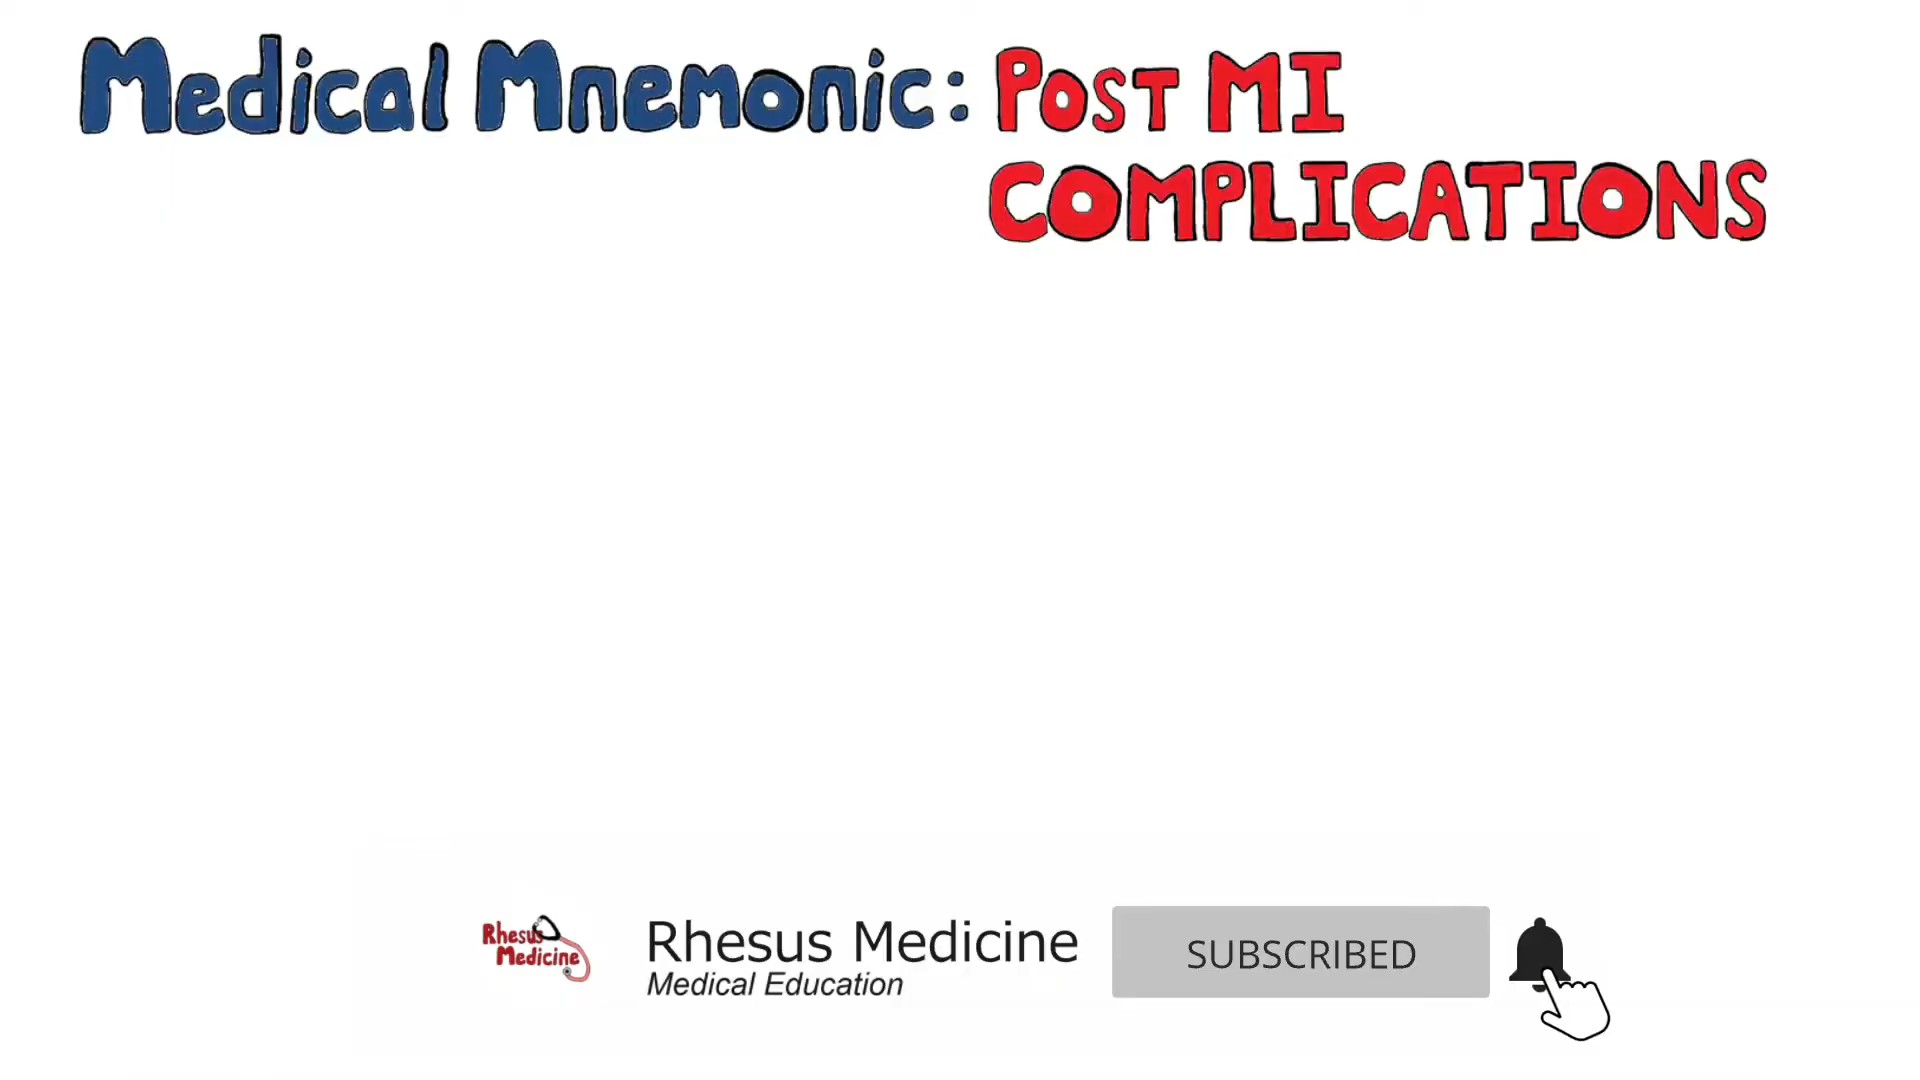 Medical Mnemonic: POST MI
COMPLICATIONS
Rhesus
Medicine
Rhesus Medicine
Medical Education
SUBSCRIBED